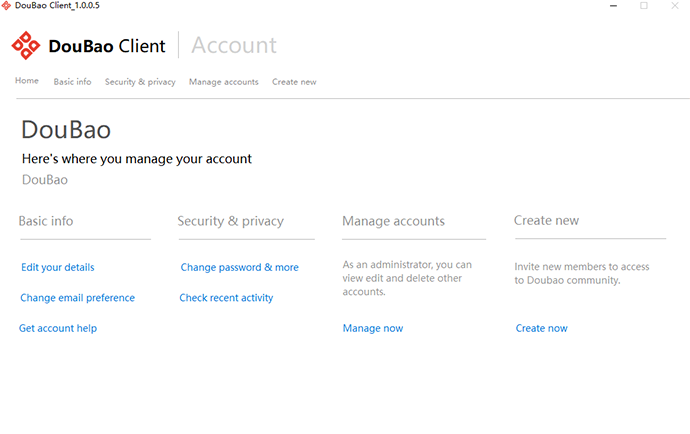 DouBao Client_1.0.0.5
DouBao Client Account
Home Basic info Security & privacy Manage accounts Create new
DouBao
Here's where you manage your account
DouBao
Basic info
Edit your details
Change email preference
Get account help
Security & privacy
Change password & more
Check recent activity
Manage accounts
As an administrator, you can
view edit and delete other
accounts.
Manage now
Create new
Invite new members to access
to Doubao community.
Create now